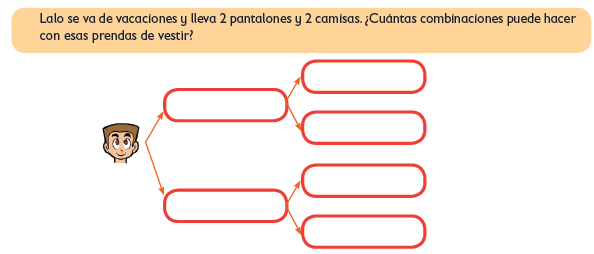 Lalo se va de vacaciones y lleva 2 pantalones y 2 camisas. ¿Cuántas combinaciones puede hacer
con esas prendas de vestir?